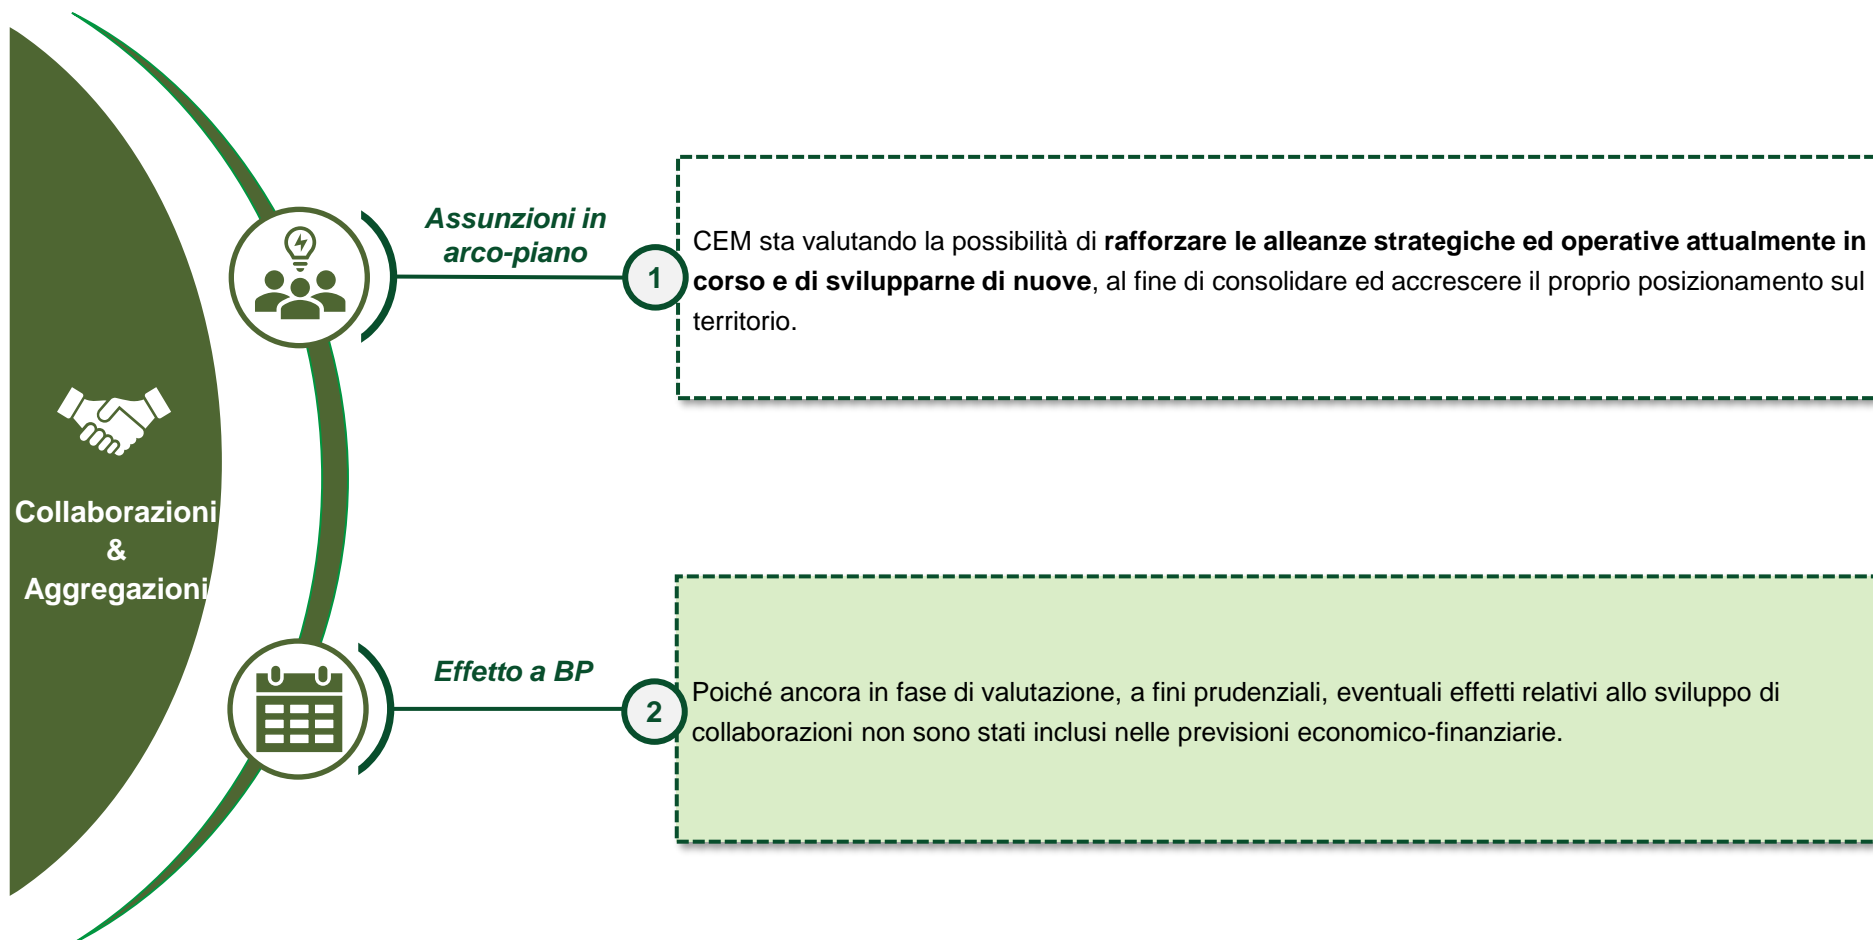 Collaborazioni
&
Aggregazioni
Assunzioni in
arco-piano
1
CEM sta valutando la possibilità di rafforzare le alleanze strategiche ed operative attualmente in
corso e di svilupparne di nuove, al fine di consolidare ed accrescere il proprio posizionamento sul
territorio.
Effetto a BP
2
Poiché ancora in fase di valutazione, a fini prudenziali, eventuali effetti relativi allo sviluppo di
collaborazioni non sono stati inclusi nelle previsioni economico-finanziarie.